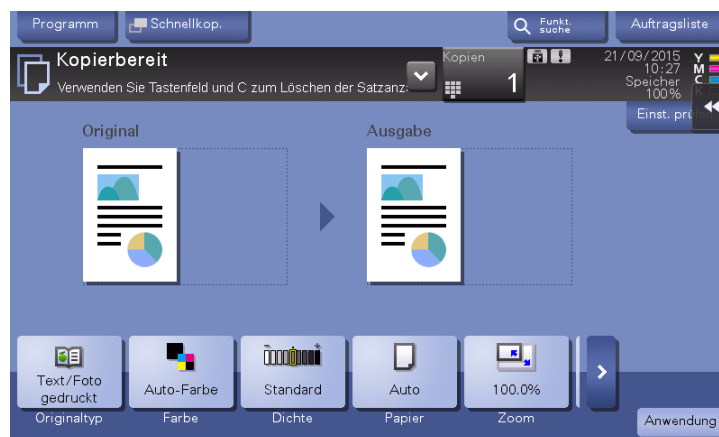 Programm
Schnellkop.
Funkt.
suche
Auftragsliste
Kopierbereit
Verwenden Sie Tastenfeld und C zum Löschen der Satzanz
Kopien
1
21/09/2015
10:27
Speicher
100%
Y
M
C
K
Einst. prüfen
Original
Ausgabe
Text/Foto
gedruckt
Auto-Farbe
Standard
Auto
100.0%
Originaltyp
Farbe
Dichte
Papier
Zoom
Anwendung